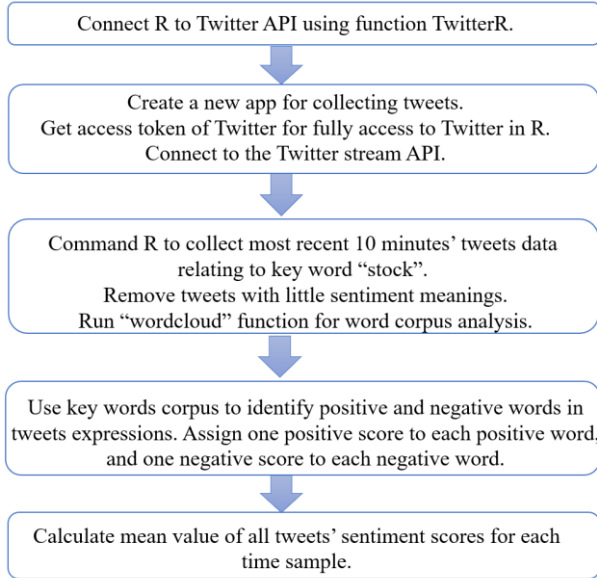 Connect R to Twitter API using function TwitterR.
Create a new app for collecting tweets.
Get access token of Twitter for fully access to Twitter in R.
Connect to the Twitter stream API.
Command R to collect most recent 10 minutes’ tweets data
relating to key word “stock”.
Remove tweets with little sentiment meanings.
Run “wordcloud” function for word corpus analysis.
Use key words corpus to identify positive and negative words in
tweets expressions. Assign one positive score to each positive word,
and one negative score to each negative word.
Calculate mean value of all tweets’ sentiment scores for each
time sample.